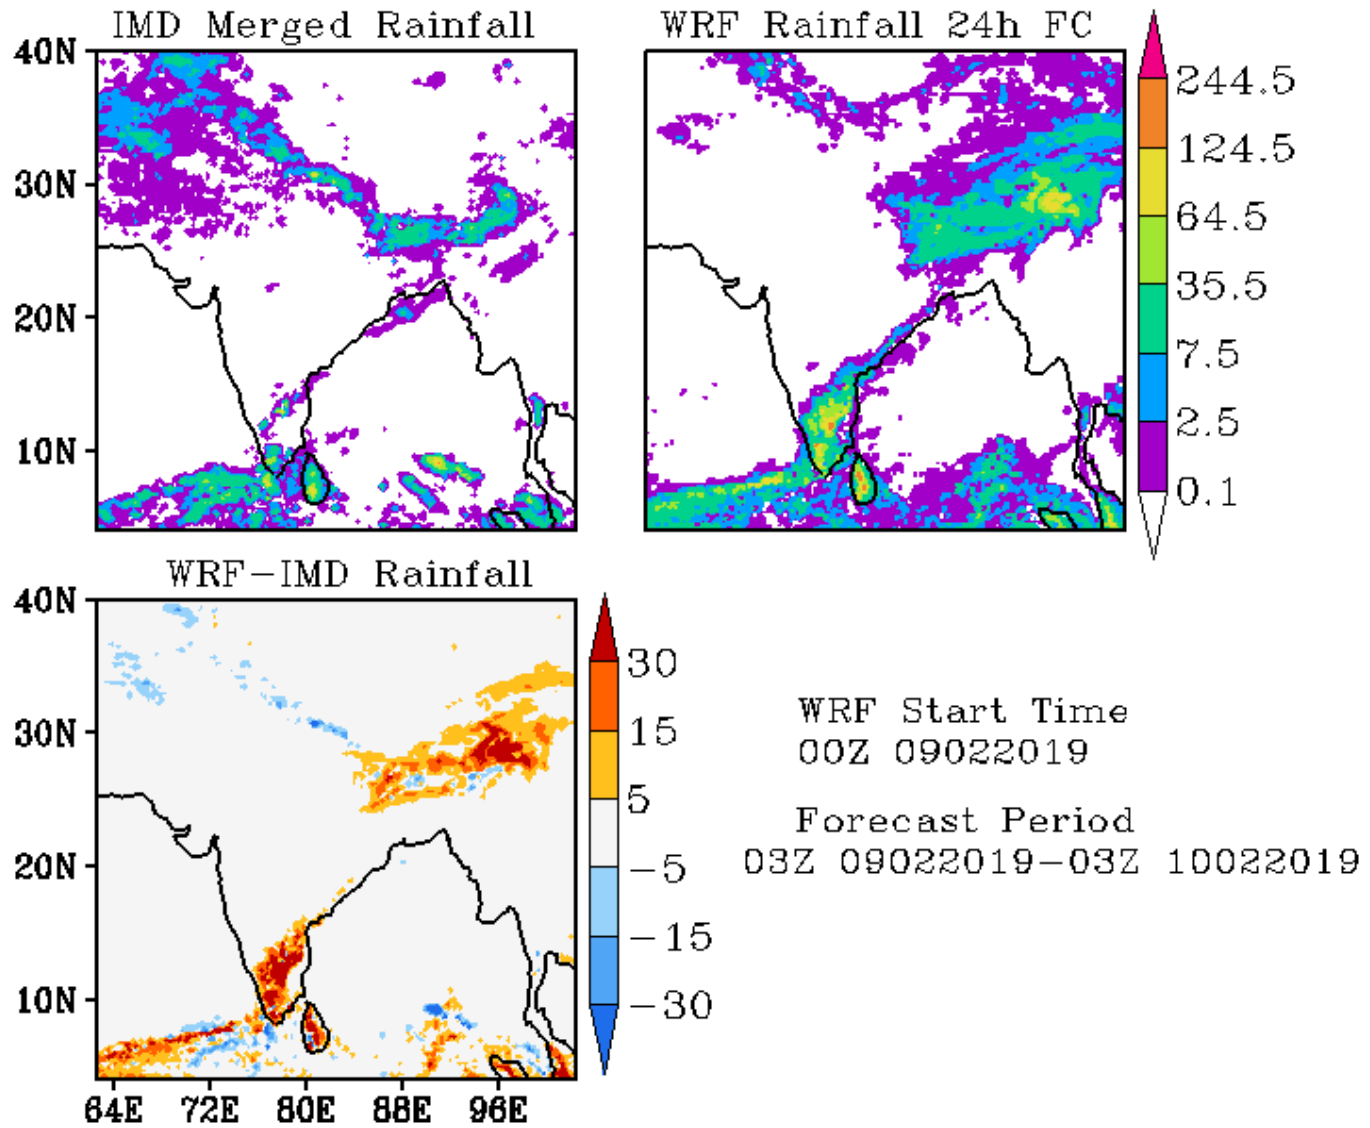 IMD Merged Rainfall
WRF Rainfall 24h FC
40N
30N
20N
10N
244.5
124.5
64.5
35.5
7.5
2.5
0.1
WRF-IMD Rainfall
40N
30N
20N
10N
64E 72E 80E 88E 96E
30
15
5
-5
-15
-30
WRF Start Time
00Z 09022019
Forecast Period
03Z 09022019-03Z 10022019